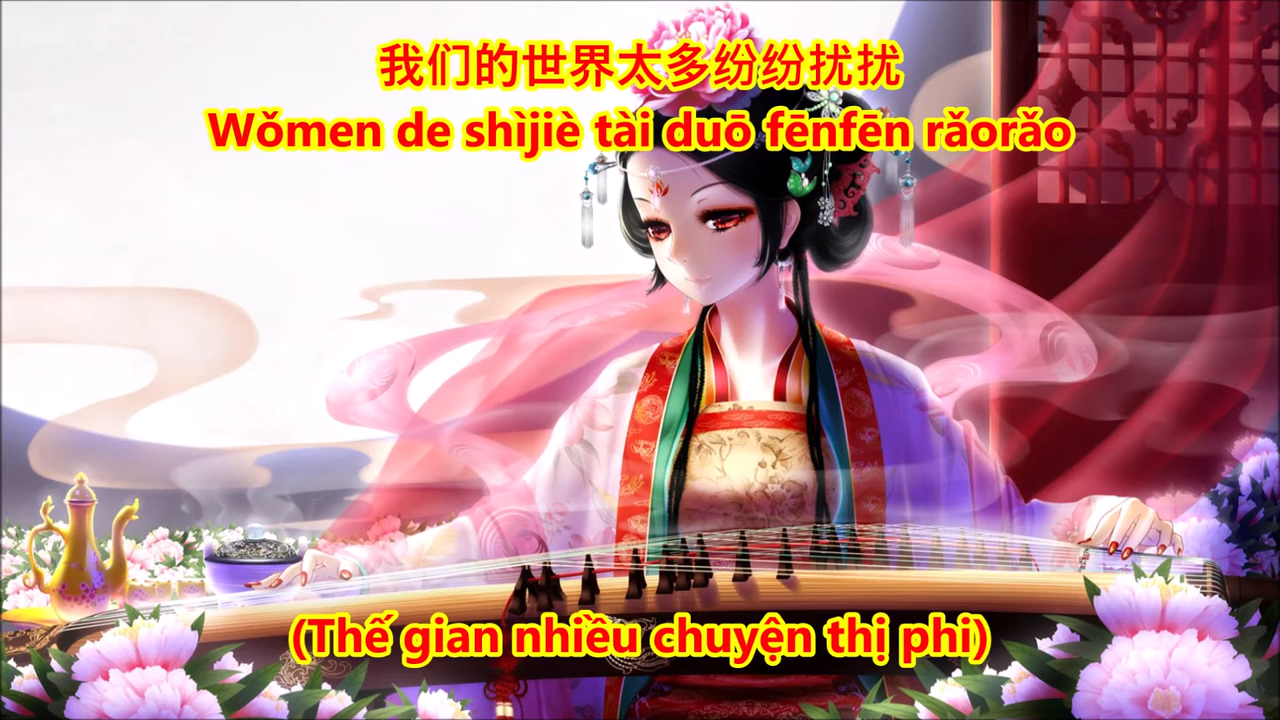 我们的世界太多纷纷扰扰
Wǒmen de shìjiè tài duō fēnfēn rǎorǎo
(Thế gian nhiều chuyện thị phi)